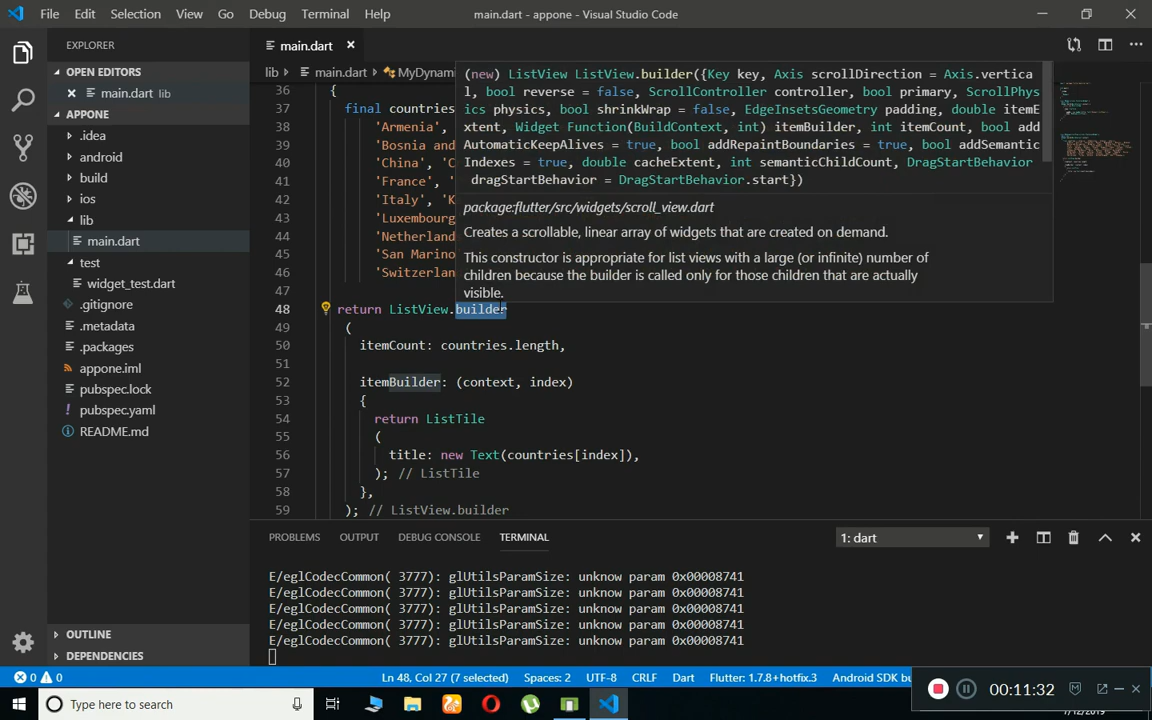 File Edit Selection View Go Debug Terminal Help
main.dart - appone - Visual Studio Code
EXPLORER
main.dart
OPEN EDITORS
main.dart lib
APPONE
.idea
android
build
ios
lib
main.dart
test
widget_test.dart
.gitignore
.metadata
.packages
appone.iml
pubspec.lock
pubspec.yaml
README.md
OUTLINE
DEPENDENCIES
lib main.dart
(new) ListView ListView.builder({Key key, Axis scrollDirection = Axis.vertica
l, bool reverse = false, ScrollController controller, bool primary, ScrollPhys
ics physics, bool shrinkWrap = false, EdgeInsetsGeometry padding, double itemE
xtent, Widget Function(BuildContext, int) itemBuilder, int itemCount, bool add
AutomaticKeepAlives = true, bool addRepaintBoundaries = true, bool addSemantic
Indexes = true, double cacheExtent, int semanticChildCount, DragStartBehavior
dragStartBehavior = DragStartBehavior.start})
package:flutter/src/widgets/scroll_view.dart
Creates a scrollable, linear array of widgets that are created on demand.
This constructor is appropriate for list views with a large (or infinite) number of
children because the builder is called only for those children that are actually
visible.
36 {
37 final countries
38 'Armenia',
39 'Bosnia and
40 'China', 'C
41 'France', '
42 'Italy', 'K
43 'Luxembourg
44 'Netherland
45 'San Marino
46 'Switzerlan
47
48 return ListView.builder
49 (
50 itemCount: countries.length,
51
52 itemBuilder: (context, index)
53 {
54 return ListTile
55 (
56 title: new Text(countries[index]),
57 ); // ListTile
58 },
59 ); // ListView.builder
PROBLEMS OUTPUT DEBUG CONSOLE TERMINAL
1: dart
E/eglCodecCommon( 3777): glUtilsParamSize: unknow param 0x00008741
E/eglCodecCommon( 3777): glUtilsParamSize: unknow param 0x00008741
E/eglCodecCommon( 3777): glUtilsParamSize: unknow param 0x00008741
E/eglCodecCommon( 3777): glUtilsParamSize: unknow param 0x00008741
E/eglCodecCommon( 3777): glUtilsParamSize: unknow param 0x00008741
0 0 Ln 48, Col 27 (7 selected) Spaces: 2 UTF-8 CRLF Dart Flutter: 1.7.8+hotfix.3 Android SDK bu
Type here to search
00:11:32